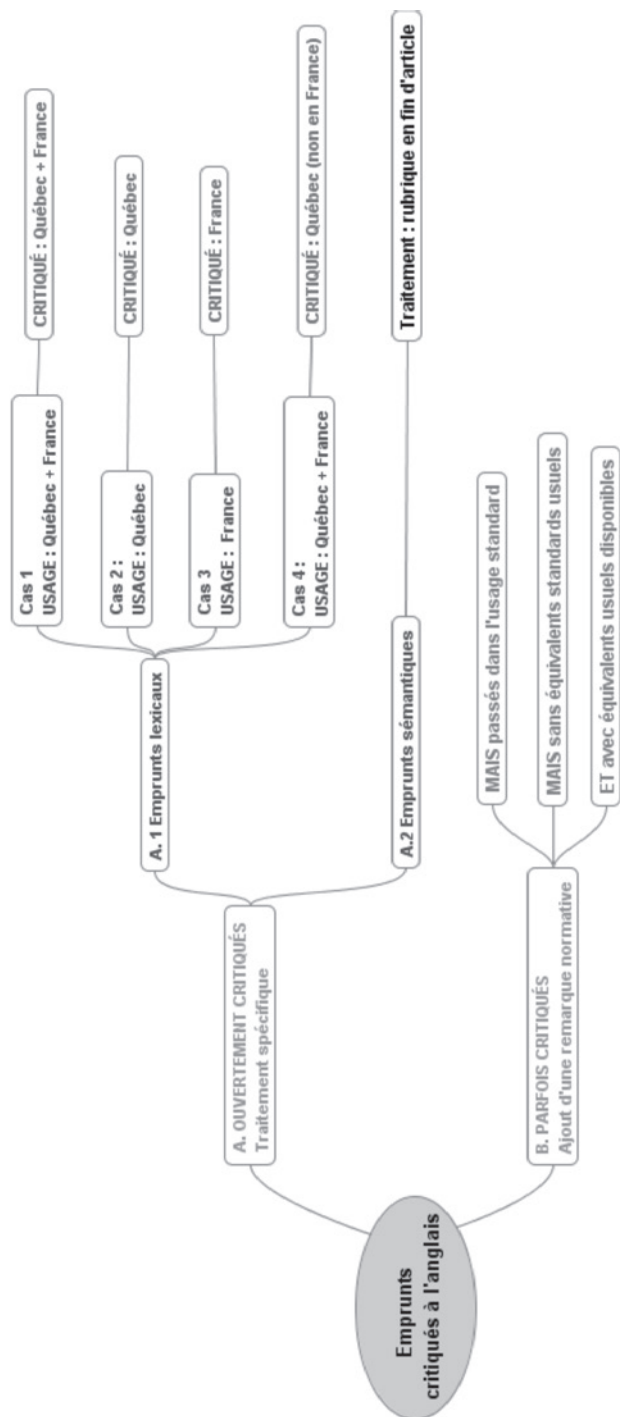 Emprunts
critiqués à l'anglais
A. OUVERTEMENT CRITIQUÉS
Traitement spécifique
A. 1 Emprunts lexicaux
Cas 1
USAGE : Québec + France
CRITIQUÉ : Québec + France
Cas 2 :
USAGE : Québec
CRITIQUÉ : Québec
Cas 3
USAGE : France
CRITIQUÉ : France
Cas 4 :
USAGE : Québec + France
CRITIQUÉ : Québec (non en France)
A.2 Emprunts sémantiques
Traitement : rubrique en fin d'article
B. PARFOIS CRITIQUÉS
Ajout d'une remarque normative
MAIS passés dans l'usage standard
MAIS sans équivalents standards usuels
ET avec équivalents usuels disponibles